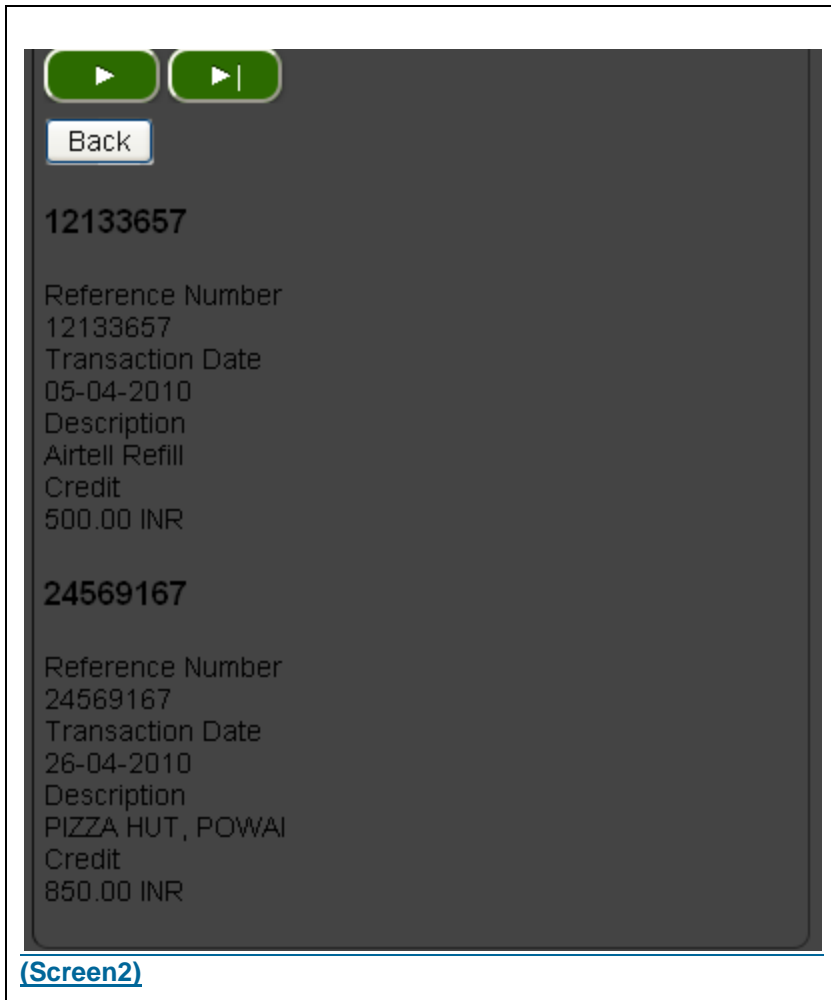 Back
12133657
Reference Number
12133657
Transaction Date
05-04-2010
Description
Airtell Refill
Credit
500.00 INR
24569167
Reference Number
24569167
Transaction Date
26-04-2010
Description
PIZZA HUT, POWAI
Credit
850.00 INR
(Screen2)